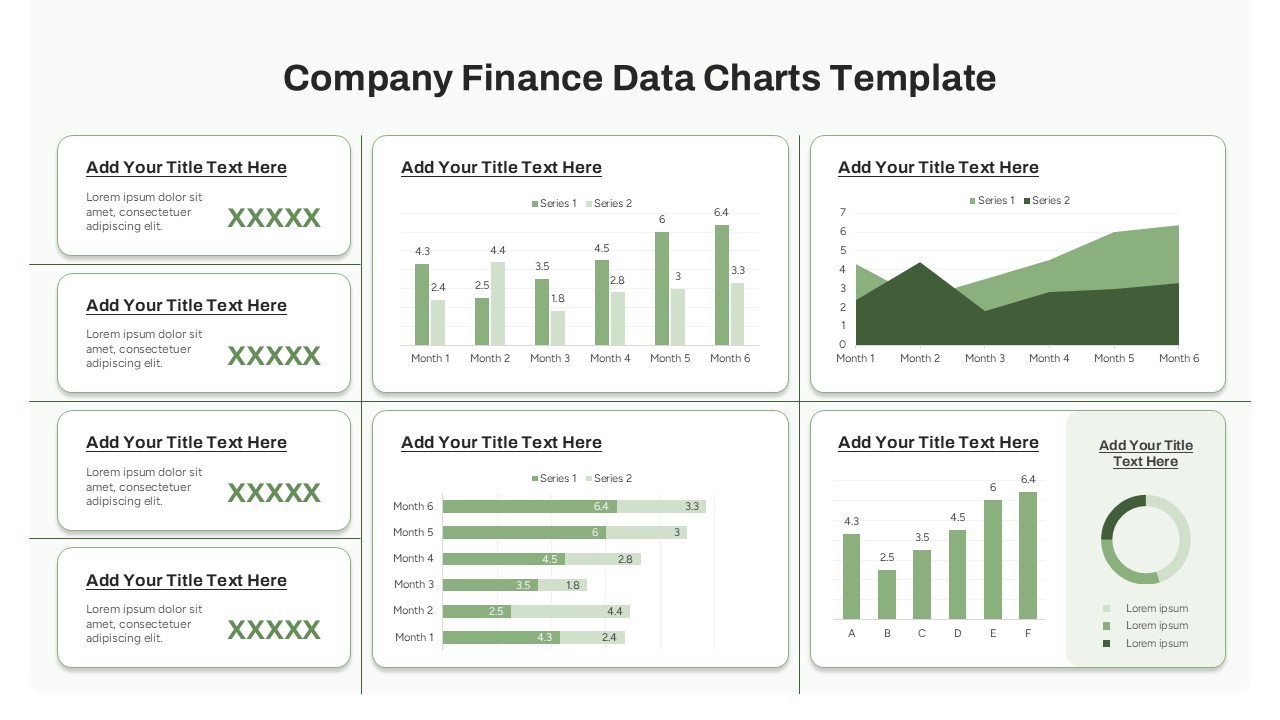 Company Finance Data Charts Template
Add Your Title Text Here
Lorem ipsum dolor sit
amet, consectetuer
adipiscing elit.
XXXXX
Add Your Title Text Here
Lorem ipsum dolor sit
amet, consectetuer
adipiscing elit.
XXXXX
Add Your Title Text Here
Lorem ipsum dolor sit
amet, consectetuer
adipiscing elit.
XXXXX
Add Your Title Text Here
Lorem ipsum dolor sit
amet, consectetuer
adipiscing elit.
XXXXX
Add Your Title Text Here
Series 1 Series 2
4.3 2.4 2.5 4.4 3.5 1.8 4.5 2.8 6 3 6.4 3.3
Month 1 Month 2 Month 3 Month 4 Month 5 Month 6
Add Your Title Text Here
Series 1 Series 2
7
6
5
4
3
2
1
0
Month 1 Month 2 Month 3 Month 4 Month 5 Month 6
Add Your Title Text Here
Series 1 Series 2
Month 6 6.4 3.3
Month 5 6 3
Month 4 4.5 2.8
Month 3 3.5 1.8
Month 2 2.5 4.4
Month 1 4.3 2.4
Add Your Title Text Here
4.3 2.5 3.5 4.5 6 6.4
A B C D E F
Add Your Title
Text Here
Lorem ipsum
Lorem ipsum
Lorem ipsum